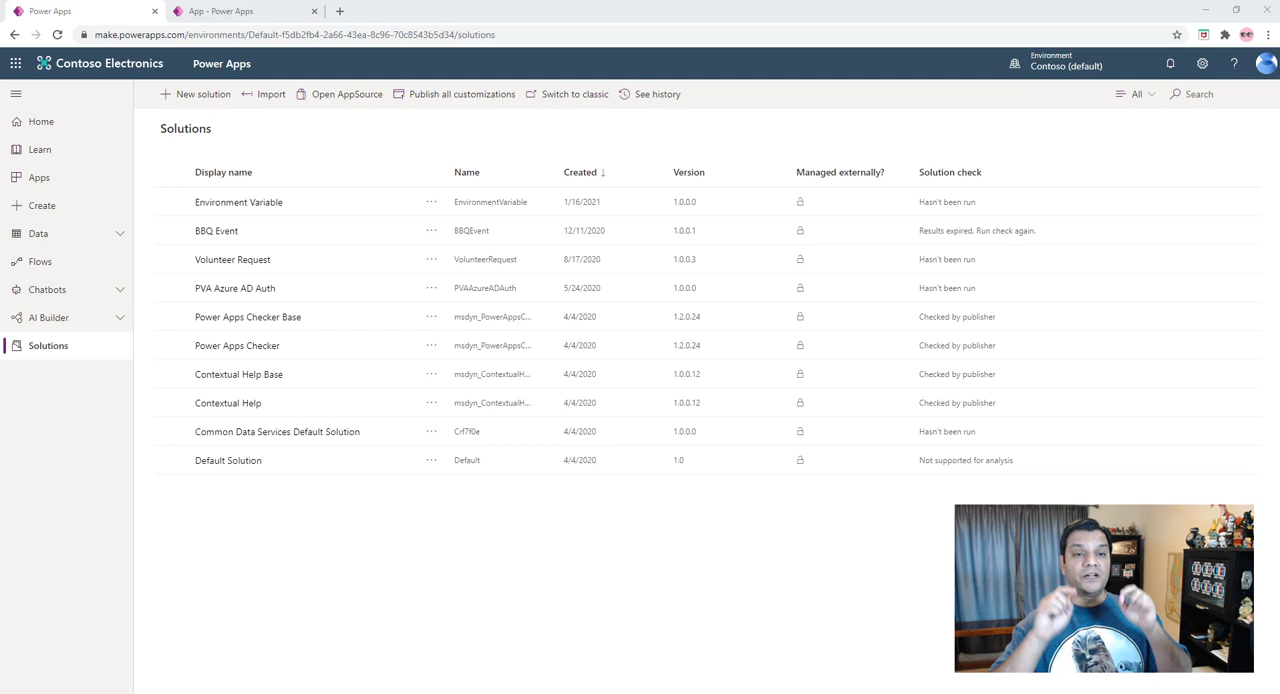 Power Apps
App - Power Apps
make.powerapps.com/environments/Default-f5db2fb4-2a66-43ea-8c96-70c8543b5d34/solutions
Contoso Electronics Power Apps
Environment
Contoso (default)
New solution Import Open AppSource Publish all customizations Switch to classic See history All Search
Home
Learn
Apps
Create
Data
Flows
Chatbots
AI Builder
Solutions
Solutions
Display name Name Created ↓ Version Managed externally? Solution check
Environment Variable ... EnvironmentVariable 1/16/2021 1.0.0.0 Hasn't been run
BBQ Event ... BBQEvent 12/11/2020 1.0.0.1 Results expired. Run check again.
Volunteer Request ... VolunteerRequest 8/17/2020 1.0.0.3 Hasn't been run
PVA Azure AD Auth ... PVAAzureADAuth 5/24/2020 1.0.0.0 Hasn't been run
Power Apps Checker Base ... msdyn_PowerAppsC... 4/4/2020 1.2.0.24 Checked by publisher
Power Apps Checker ... msdyn_PowerAppsC... 4/4/2020 1.2.0.24 Checked by publisher
Contextual Help Base ... msdyn_ContextualH... 4/4/2020 1.0.0.12 Checked by publisher
Contextual Help ... msdyn_ContextualH... 4/4/2020 1.0.0.12 Checked by publisher
Common Data Services Default Solution ... Crf7f0e 4/4/2020 1.0.0.0 Hasn't been run
Default Solution ... Default 4/4/2020 1.0 Not supported for analysis